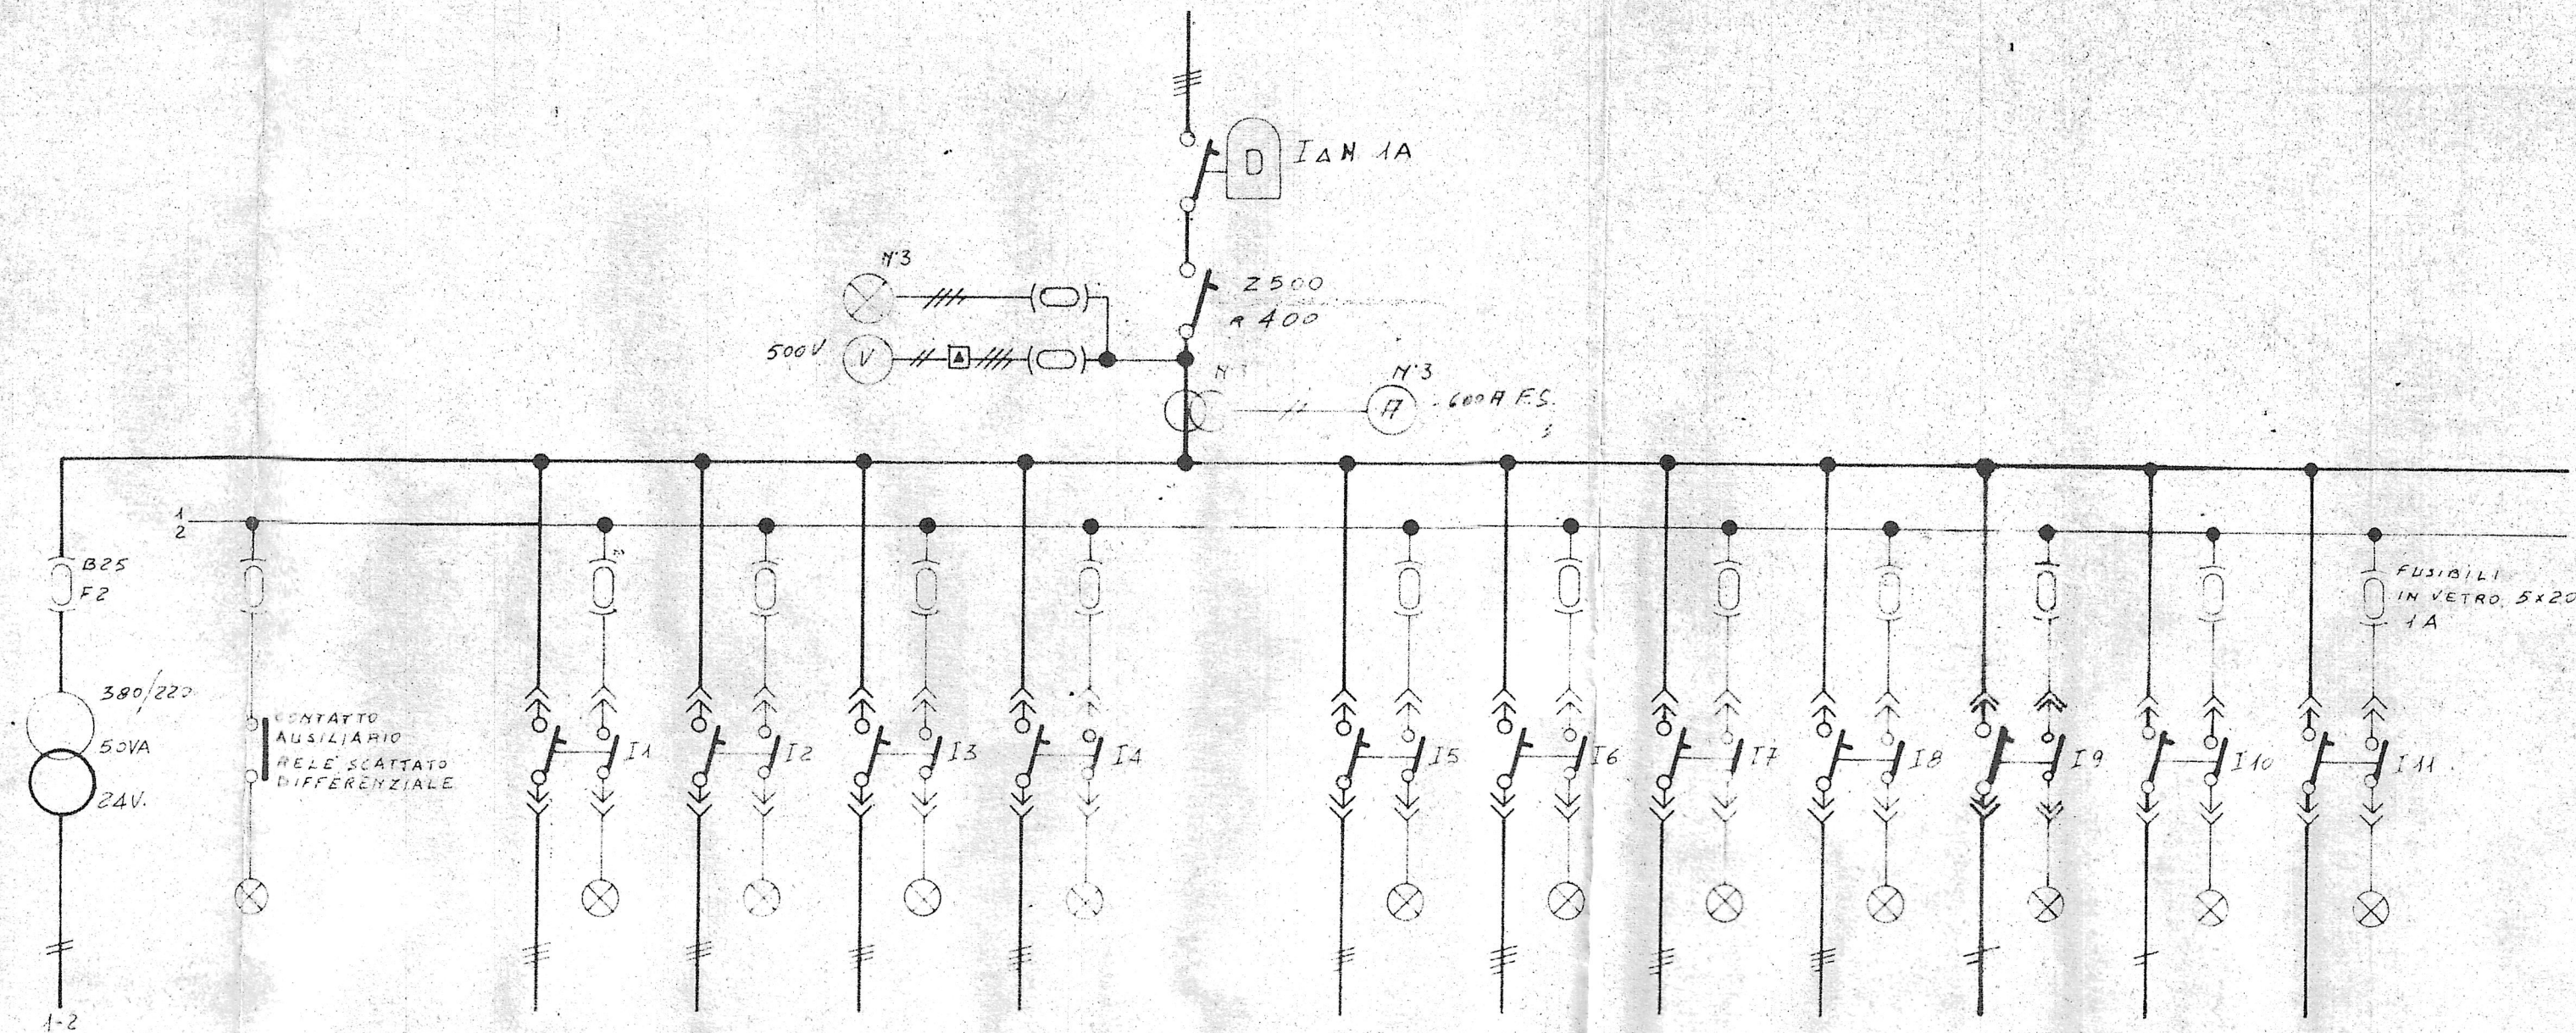 D
I∆N 1A
N°3
Z500
R 400
500V
V
N°3
N°3
A
600A F.S.
1
2
B25
F2
FUSIBILI
IN VETRO 5x20
1A
380/220
50VA
24V.
CONTATTO
AUSILIARIO
RELE' SCATTATO
DIFFERENZIALE
I1
I2
I3
I4
I5
I6
I7
I8
I9
I10
I11
1-2